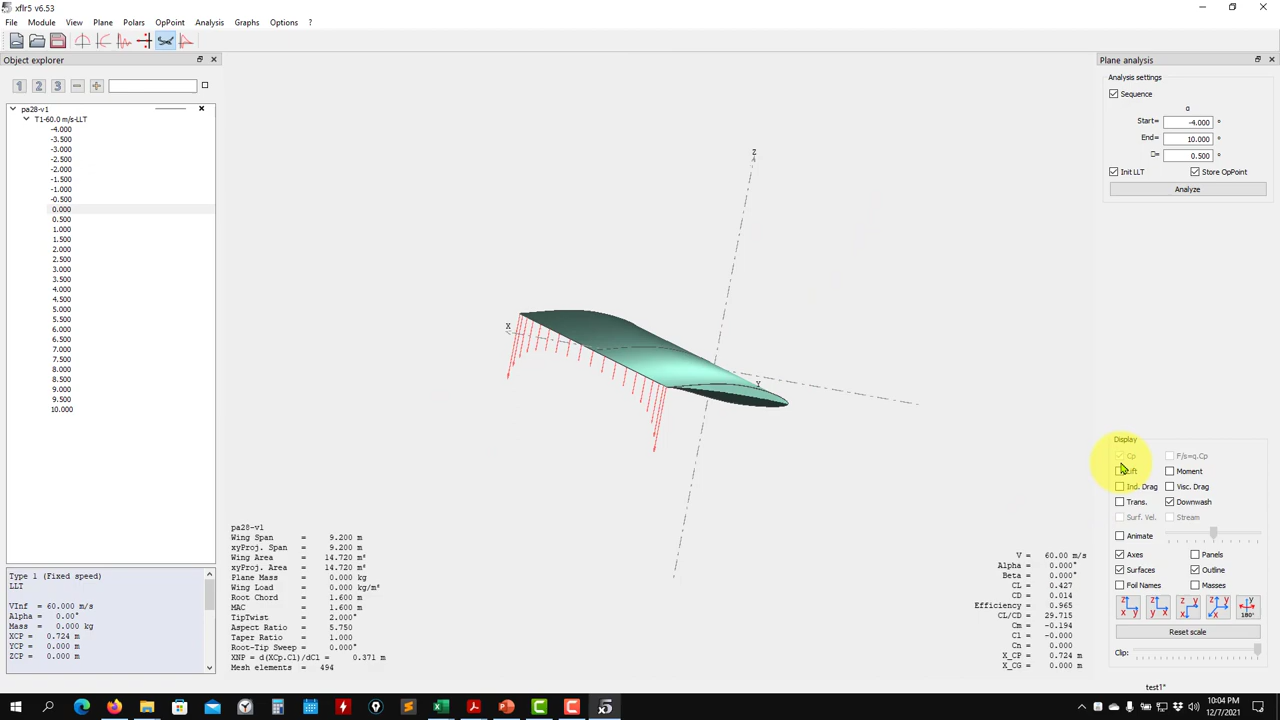 xflr5 v6.53
File Module View Plane Polars OpPoint Analysis Graphs Options ?
Object explorer
1 2 3
pa28-v1
T1-60.0 m/s-LLT
-4.000
-3.500
-3.000
-2.500
-2.000
-1.500
-1.000
-0.500
0.000
0.500
1.000
1.500
2.000
2.500
3.000
3.500
4.000
4.500
5.000
5.500
6.000
6.500
7.000
7.500
8.000
8.500
9.000
9.500
10.000
Type 1 (Fixed speed)
LLT
VInf = 60.000 m/s
Alpha = 0.00°
Mass = 0.000 kg
XCP = 0.724 m
YCP = 0.000 m
ZCP = 0.000 m
Z
X
Y
pa28-v1
Wing Span = 9.200 m
xyProj. Span = 9.200 m
Wing Area = 14.720 m²
xyProj. Area = 14.720 m²
Plane Mass = 0.000 kg
Wing Load = 0.000 kg/m²
Root Chord = 1.600 m
MAC = 1.600 m
TipTwist = 2.000°
Aspect Ratio = 5.750
Taper Ratio = 1.000
Root-Tip Sweep = 0.000°
XNP = d(XCp.Cl)/dCl = 0.371 m
Mesh elements = 494
V = 60.00 m/s
Alpha = 0.000°
Beta = 0.000°
CL = 0.427
CD = 0.014
Efficiency = 0.965
CL/CD = 29.715
Cm = -0.194
Cl = -0.000
Cn = 0.000
X_CP = 0.724 m
X_CG = 0.000 m
Plane analysis
Analysis settings
Sequence
α
Start= -4.000 °
End= 10.000 °
= 0.500 °
Init LLT Store OpPoint
Analyze
Display
Cp F/s=q.Cp
Lift Moment
Ind. Drag Visc. Drag
Trans. Downwash
Surf. Vel. Stream
Animate
Axes Panels
Surfaces Outline
Foil Names Masses
Reset scale
Clip:
test1*
10:04 PM
12/7/2021